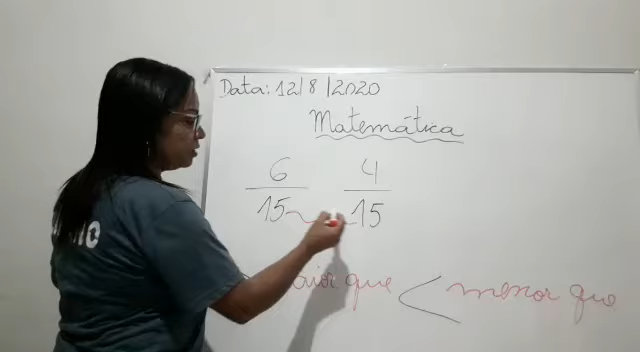 Data: 12/8/2020
Matemática
6 4
15 15
que < menor que